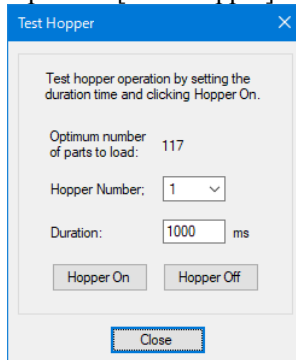 Test Hopper
Test hopper operation by setting the
duration time and clicking Hopper On.
Optimum number
of parts to load: 117
Hopper Number; 1
Duration: 1000 ms
Hopper On Hopper Off
Close